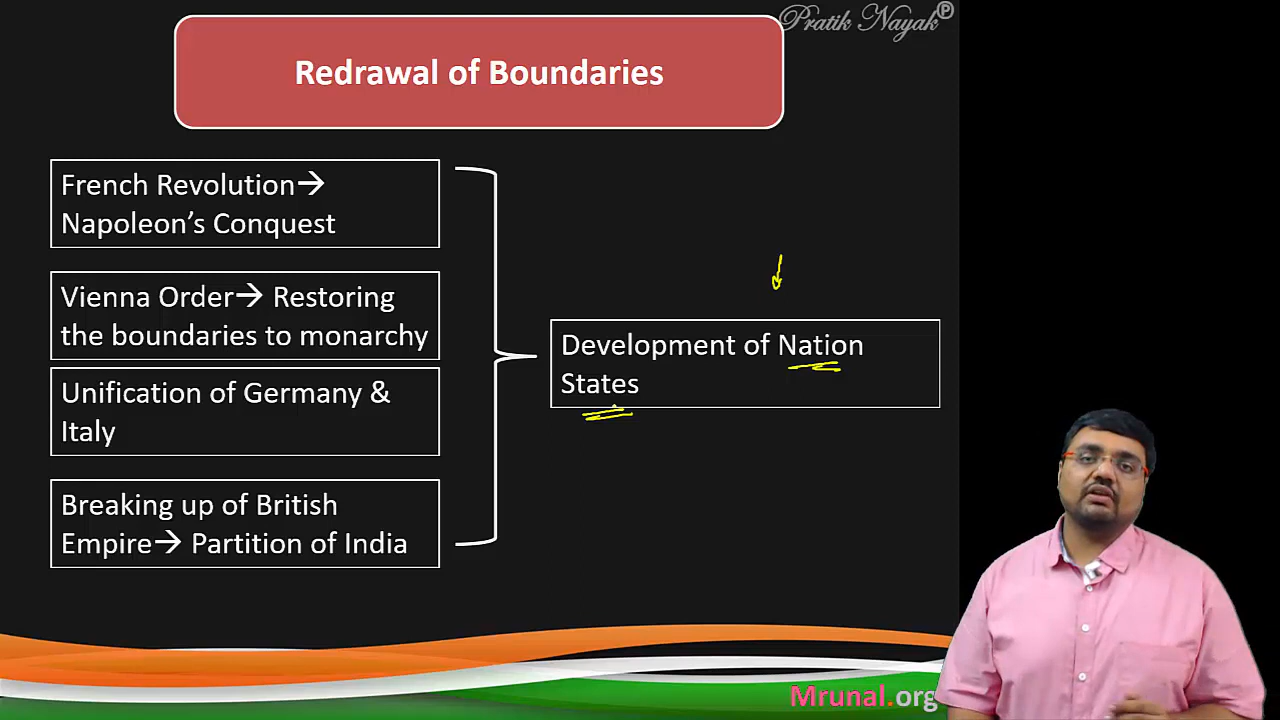 Pratik Nayak℗
Redrawal of Boundaries
French Revolution→
Napoleon’s Conquest
Vienna Order→ Restoring
the boundaries to monarchy
Unification of Germany &
Italy
Breaking up of British
Empire→ Partition of India
Development of Nation
States
Mrunal.org